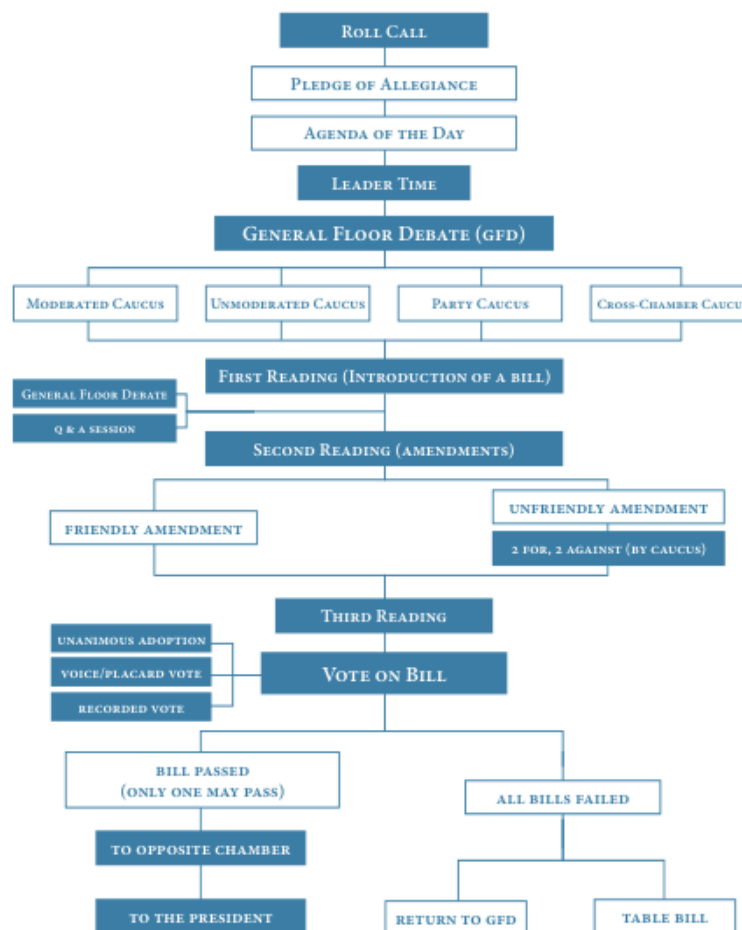 ROLL CALL
PLEDGE OF ALLEGIANCE
AGENDA OF THE DAY
LEADER TIME
GENERAL FLOOR DEBATE (GFD)
MODERATED CAUCUS
UNMODERATED CAUCUS
PARTY CAUCUS
CROSS-CHAMBER CAUCU
FIRST READING (INTRODUCTION OF A BILL)
GENERAL FLOOR DEBATE
Q & A SESSION
SECOND READING (AMENDMENTS)
FRIENDLY AMENDMENT
UNFRIENDLY AMENDMENT
2 FOR, 2 AGAINST (BY CAUCUS)
THIRD READING
UNANIMOUS ADOPTION
VOICE/PLACARD VOTE
RECORDED VOTE
VOTE ON BILL
BILL PASSED
(ONLY ONE MAY PASS)
ALL BILLS FAILED
TO OPPOSITE CHAMBER
TO THE PRESIDENT
RETURN TO GFD
TABLE BILL